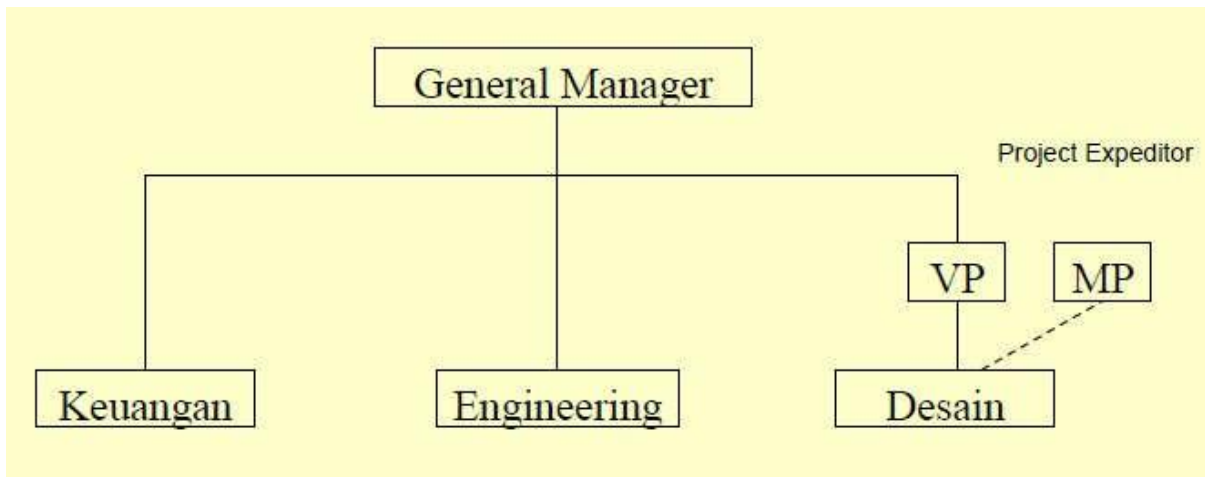 General Manager
Project Expeditor
VP
MP
Keuangan
Engineering
Desain